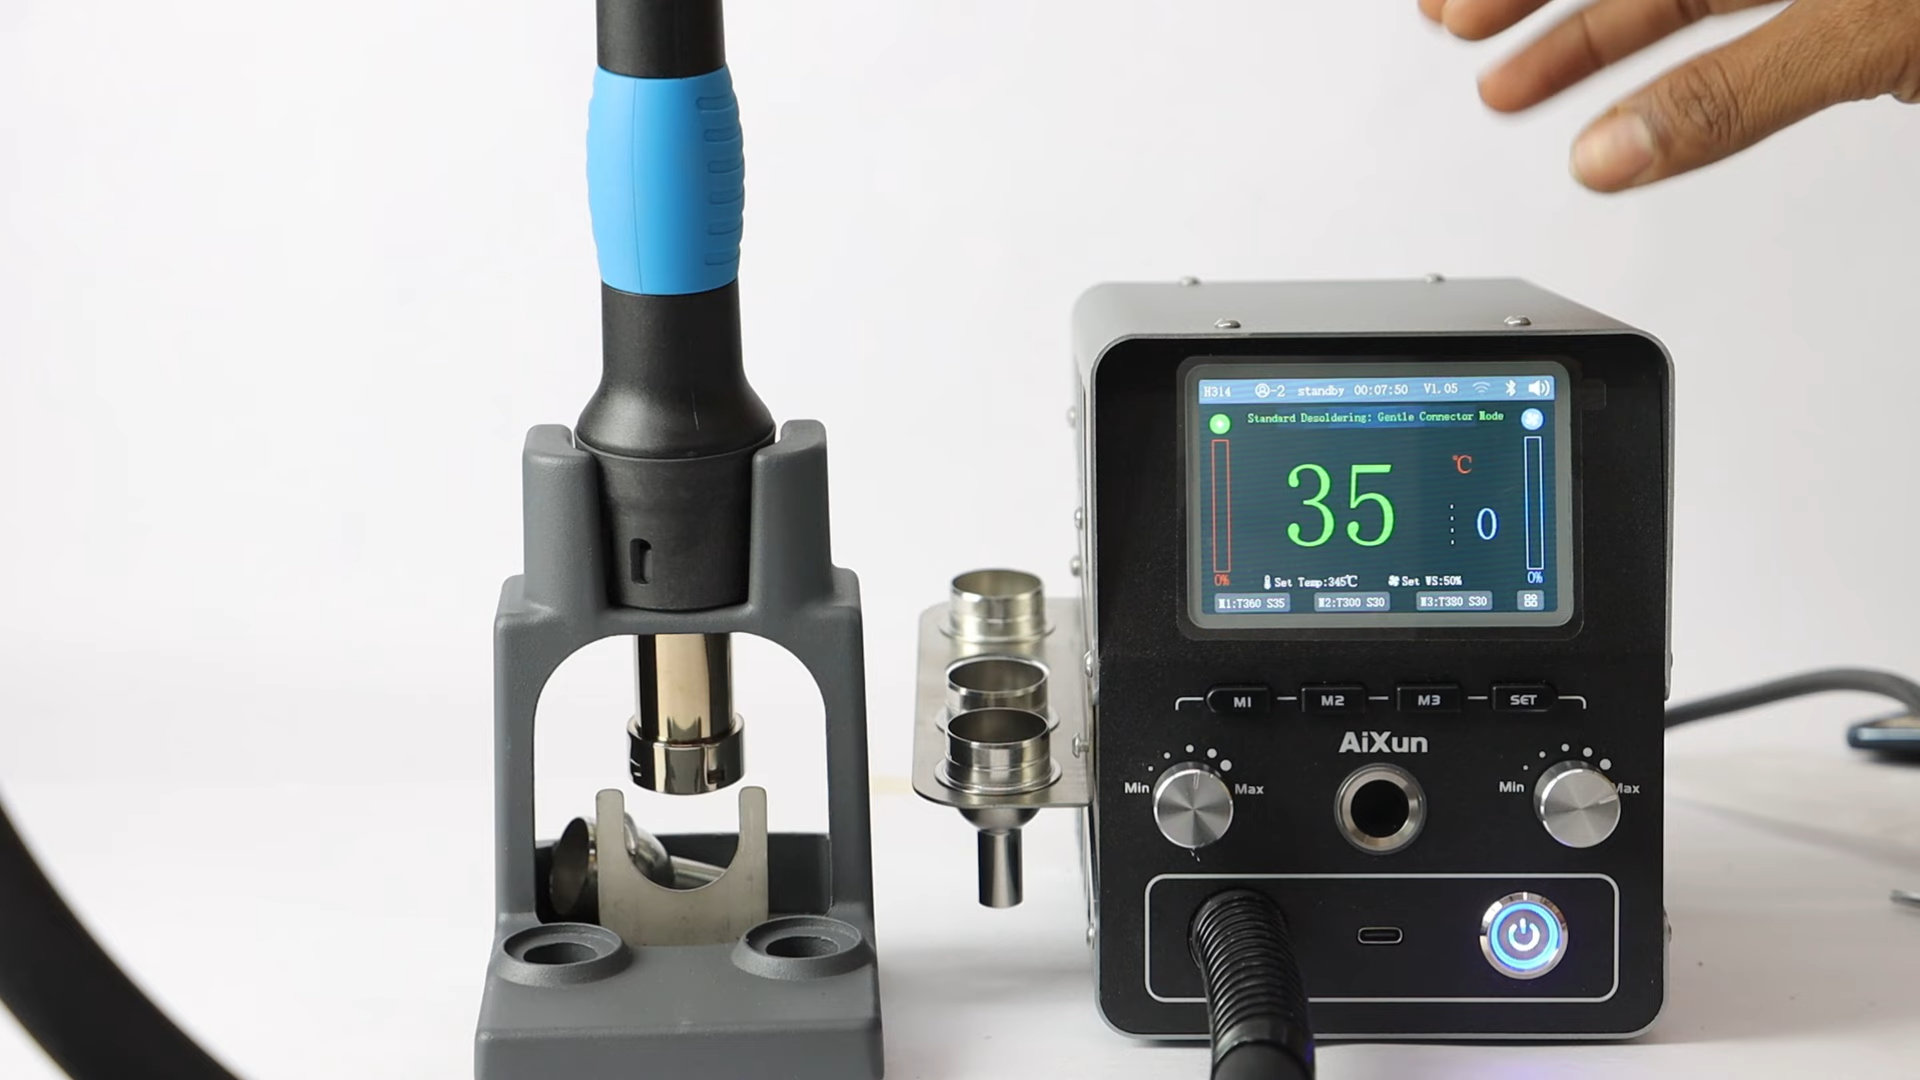 H314 -2 standby 00:07:50 V1.05
Standard Desoldering: Gentle Connector Mode
35 ℃
0
0% 0%
Set Temp:345℃ Set WS:50%
M1:T360 S35 M2:T300 S30 M3:T380 S30
M1 M2 M3 SET
AiXun
Min Max Min Max